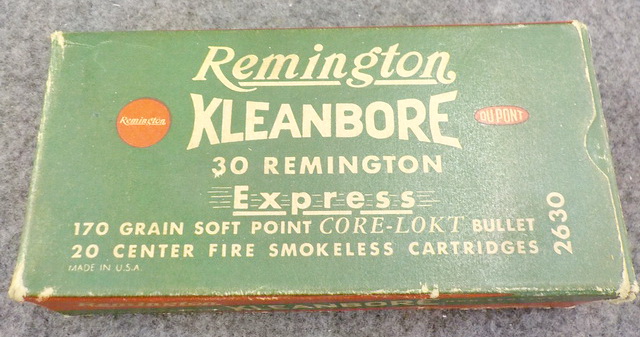 Remington
KLEANBORE
Remington
DU PONT
30 REMINGTON
Express
170 GRAIN SOFT POINT CORE-LOKT BULLET
20 CENTER FIRE SMOKELESS CARTRIDGES
2630
MADE IN U.S.A.
KLEANBORE